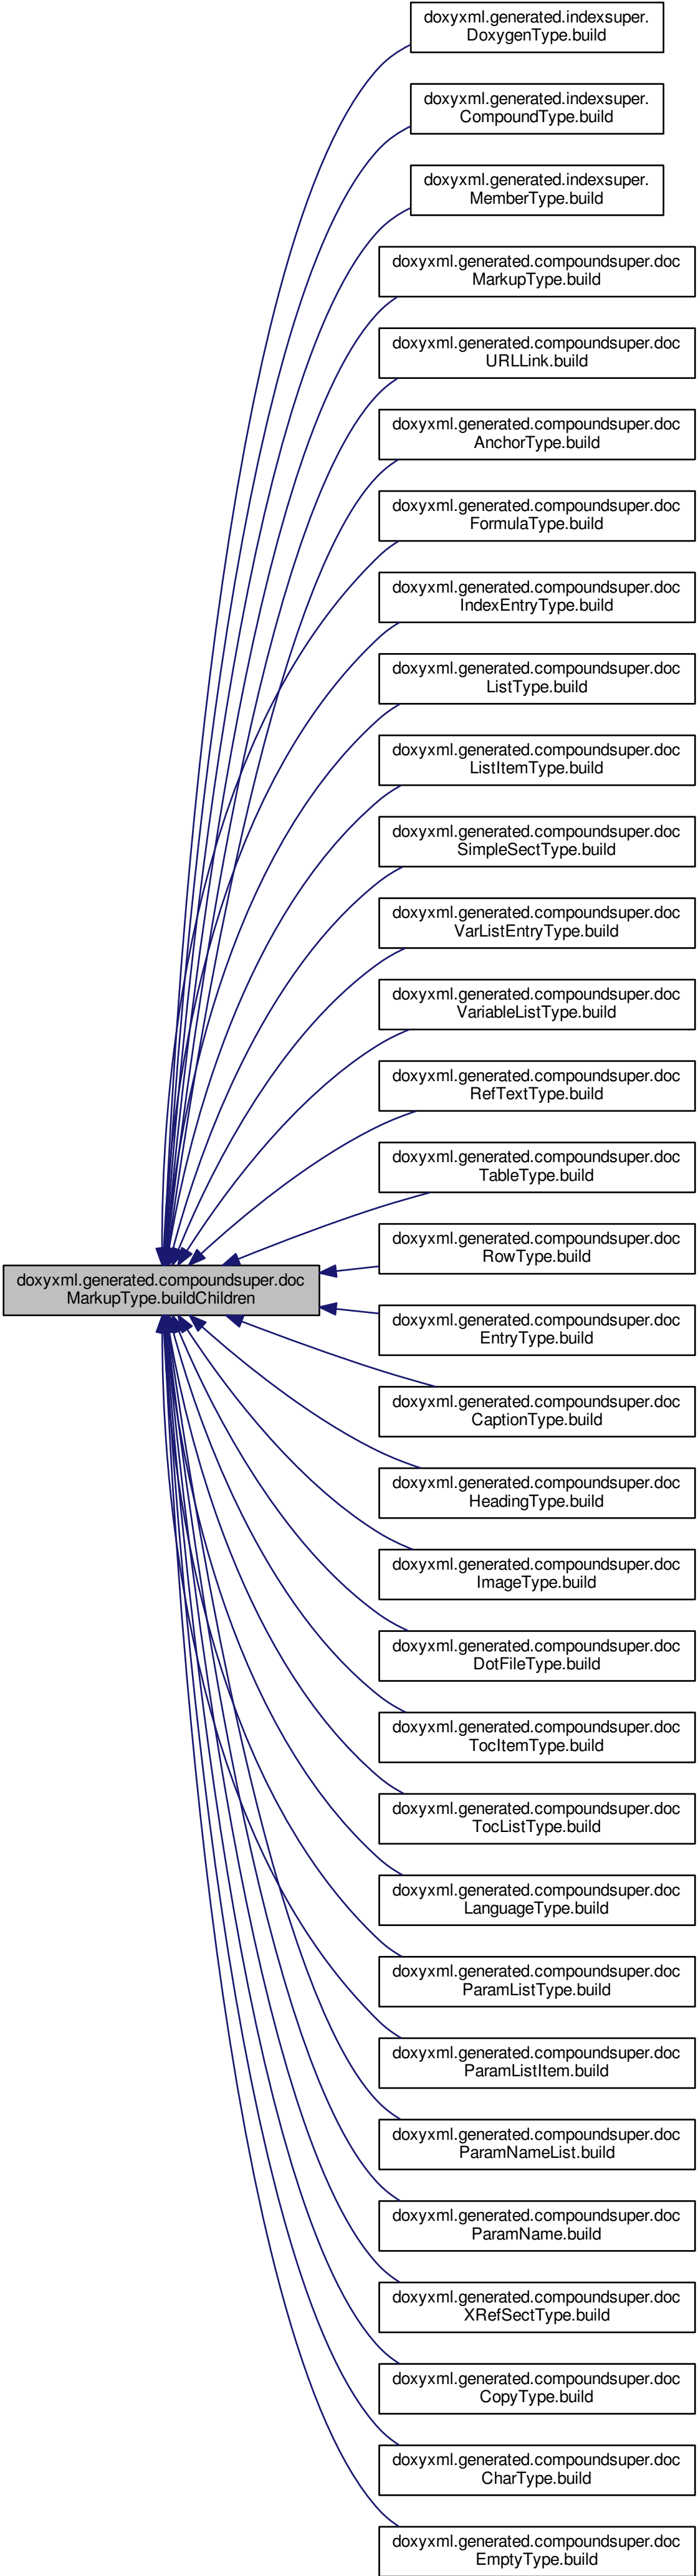 doxyxml.generated.indexsuper.
DoxygenType.build
doxyxml.generated.indexsuper.
CompoundType.build
doxyxml.generated.indexsuper.
MemberType.build
doxyxml.generated.compoundsuper.doc
MarkupType.build
doxyxml.generated.compoundsuper.doc
URLLink.build
doxyxml.generated.compoundsuper.doc
AnchorType.build
doxyxml.generated.compoundsuper.doc
FormulaType.build
doxyxml.generated.compoundsuper.doc
IndexEntryType.build
doxyxml.generated.compoundsuper.doc
ListType.build
doxyxml.generated.compoundsuper.doc
ListItemType.build
doxyxml.generated.compoundsuper.doc
SimpleSectType.build
doxyxml.generated.compoundsuper.doc
VarListEntryType.build
doxyxml.generated.compoundsuper.doc
VariableListType.build
doxyxml.generated.compoundsuper.doc
RefTextType.build
doxyxml.generated.compoundsuper.doc
TableType.build
doxyxml.generated.compoundsuper.doc
RowType.build
doxyxml.generated.compoundsuper.doc
MarkupType.buildChildren
doxyxml.generated.compoundsuper.doc
EntryType.build
doxyxml.generated.compoundsuper.doc
CaptionType.build
doxyxml.generated.compoundsuper.doc
HeadingType.build
doxyxml.generated.compoundsuper.doc
ImageType.build
doxyxml.generated.compoundsuper.doc
DotFileType.build
doxyxml.generated.compoundsuper.doc
TocItemType.build
doxyxml.generated.compoundsuper.doc
TocListType.build
doxyxml.generated.compoundsuper.doc
LanguageType.build
doxyxml.generated.compoundsuper.doc
ParamListType.build
doxyxml.generated.compoundsuper.doc
ParamListItem.build
doxyxml.generated.compoundsuper.doc
ParamNameList.build
doxyxml.generated.compoundsuper.doc
ParamName.build
doxyxml.generated.compoundsuper.doc
XRefSectType.build
doxyxml.generated.compoundsuper.doc
CopyType.build
doxyxml.generated.compoundsuper.doc
CharType.build
doxyxml.generated.compoundsuper.doc
EmptyType.build